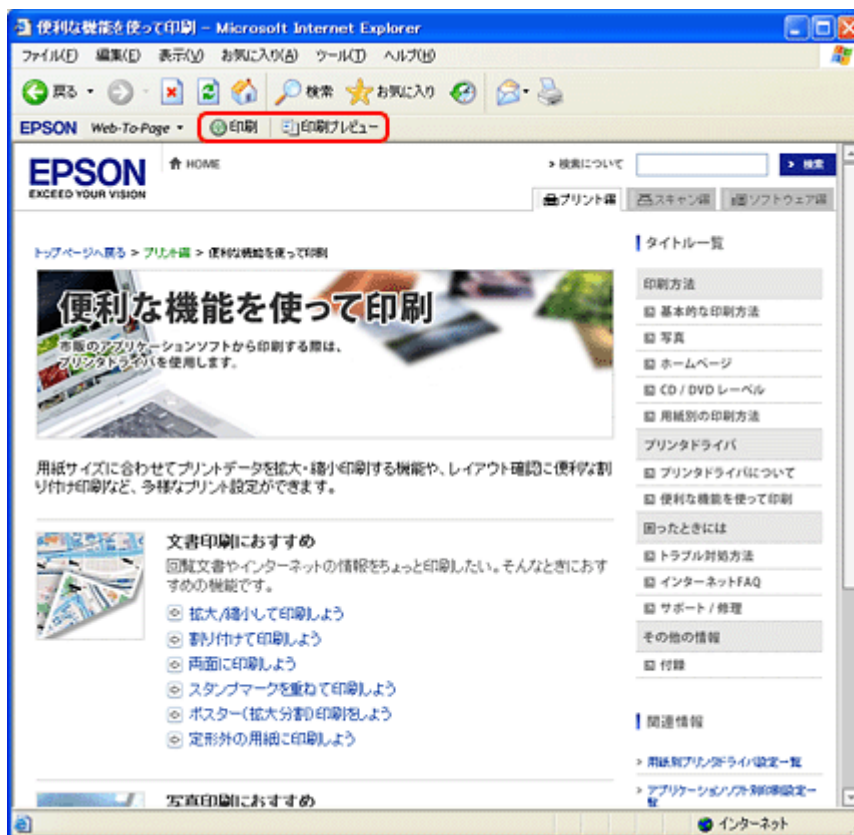 便利な機能を使って印刷 - Microsoft Internet Explorer
ファイル(F) 編集(E) 表示(V) お気に入り(A) ツール(T) ヘルプ(H)
戻る 検索 お気に入り
EPSON Web-To-Page 印刷 印刷プレビュー
EPSON
EXCEED YOUR VISION
HOME
> 検索について
> 検索
プリント編 スキャン編 ソフトウェア編
トップページへ戻る > プリント編 > 便利な機能を使って印刷
便利な機能を使って印刷
市販のアプリケーションソフトから印刷する際は、
プリンタドライバを使用します。
用紙サイズに合わせてプリントデータを拡大・縮小印刷する機能や、レイアウト確認に便利な割
り付け印刷など、多様なプリント設定ができます。
文書印刷におすすめ
回覧文書やインターネットの情報をちょっと印刷したい。そんなときにおす
すめの機能です。
拡大/縮小して印刷しよう
割り付けて印刷しよう
両面に印刷しよう
スタンプマークを重ねて印刷しよう
ポスター(拡大分割)印刷をしよう
定形外の用紙に印刷しよう
写真印刷におすすめ
タイトル一覧
印刷方法
基本的な印刷方法
写真
ホームページ
CD / DVD レーベル
用紙別の印刷方法
プリンタドライバ
プリンタドライバについて
便利な機能を使って印刷
困ったときには
トラブル対処方法
インターネットFAQ
サポート / 修理
その他の情報
付録
関連情報
> 用紙別プリンタドライバ設定一覧
> アプリケーションソフト別印刷設定一
覧
インターネット